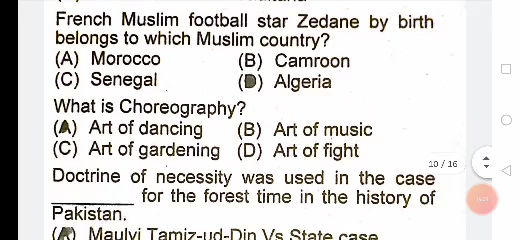 French Muslim football star Zedane by birth
belongs to which Muslim country?
(A) Morocco (B) Camroon
(C) Senegal (D) Algeria
What is Choreography?
(A) Art of dancing (B) Art of music
(C) Art of gardening (D) Art of fight
10 / 16
Doctrine of necessity was used in the case
________ for the forest time in the history of
Pakistan.
(A) Maulvi Tamiz-ud-Din Vs State case